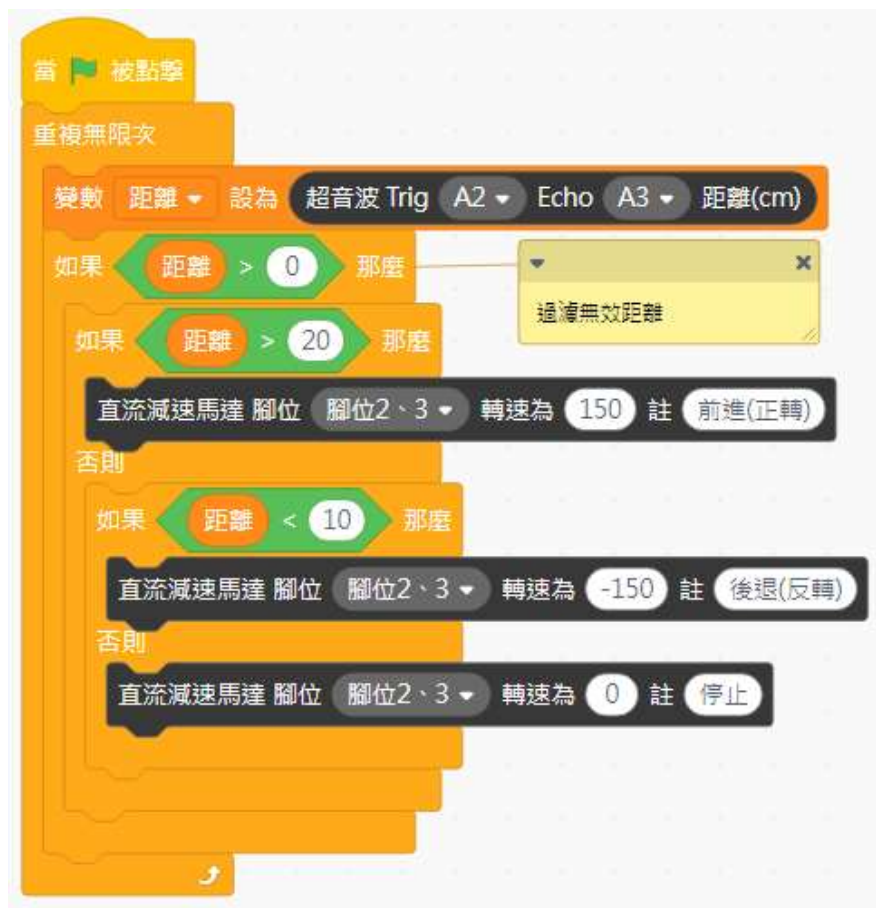 當 被點擊
重複無限次
變數 距離 設為 超音波 Trig A2 Echo A3 距離(cm)
如果 距離 > 0 那麼
過濾無效距離
如果 距離 > 20 那麼
直流減速馬達 腳位 腳位2、3 轉速為 150 註 前進(正轉)
否則
如果 距離 < 10 那麼
直流減速馬達 腳位 腳位2、3 轉速為 -150 註 後退(反轉)
否則
直流減速馬達 腳位 腳位2、3 轉速為 0 註 停止